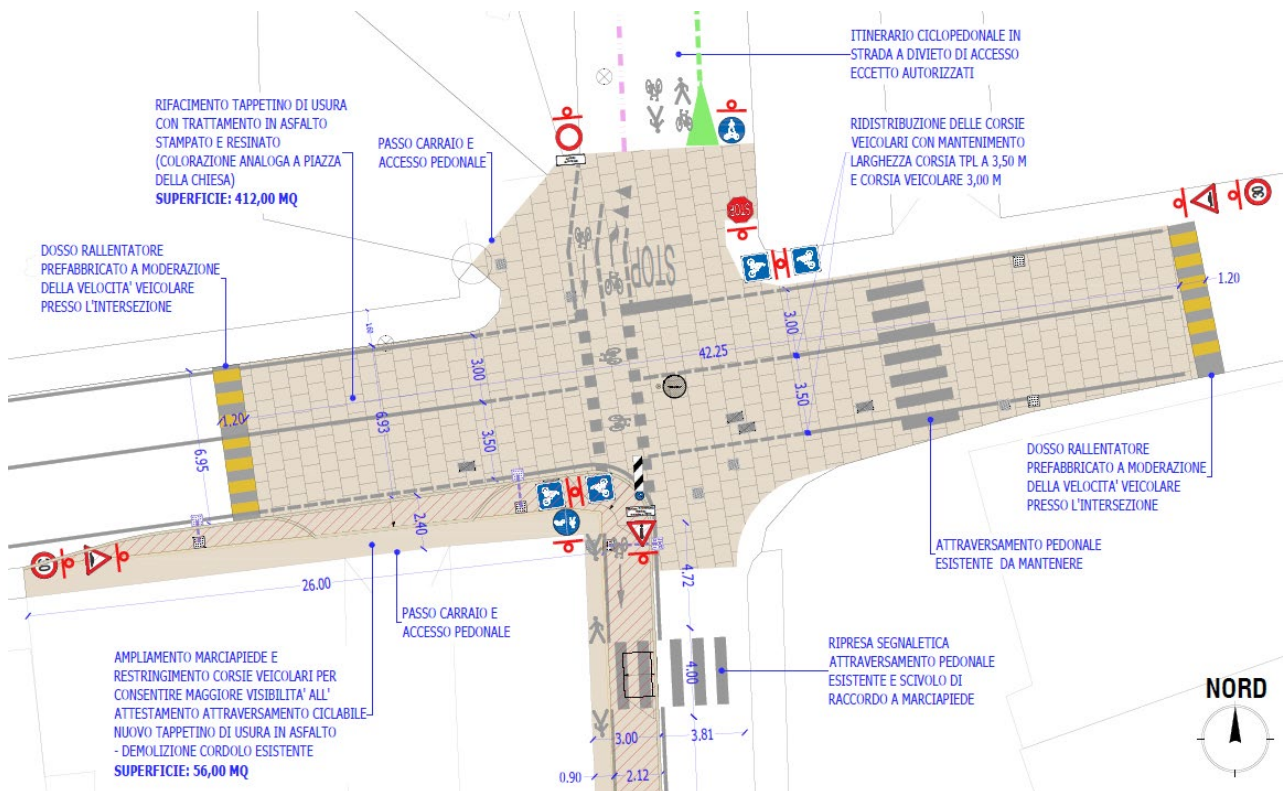 ITINERARIO CICLOPEDONALE IN
STRADA A DIVIETO DI ACCESSO
ECCETTO AUTORIZZATI
RIFACIMENTO TAPPETINO DI USURA
CON TRATTAMENTO IN ASFALTO
STAMPATO E RESINATO
(COLORAZIONE ANALOGA A PIAZZA
DELLA CHIESA)
SUPERFICIE: 412,00 MQ
PASSO CARRAIO E
ACCESSO PEDONALE
RIDISTRIBUZIONE DELLE CORSIE
VEICOLARI CON MANTENIMENTO
LARGHEZZA CORSIA TPL A 3,50 M
E CORSIA VEICOLARE 3,00 M
DOSSO RALLENTATORE
PREFABBRICATO A MODERAZIONE
DELLA VELOCITA' VEICOLARE
PRESSO L'INTERSEZIONE
STOP
STOP
30
1.20
3.00
42.25
3.50
1.60
3.00
6.93
3.50
1.20
6.95
2.40
DOSSO RALLENTATORE
PREFABBRICATO A MODERAZIONE
DELLA VELOCITA' VEICOLARE
PRESSO L'INTERSEZIONE
ATTRAVERSAMENTO PEDONALE
ESISTENTE DA MANTENERE
30
26.00
4.72
PASSO CARRAIO E
ACCESSO PEDONALE
AMPLIAMENTO MARCIAPIEDE E
RESTRINGIMENTO CORSIE VEICOLARI PER
CONSENTIRE MAGGIORE VISIBILITA' ALL'
ATTESTAMENTO ATTRAVERSAMENTO CICLABILE
NUOVO TAPPETINO DI USURA IN ASFALTO
- DEMOLIZIONE CORDOLO ESISTENTE
SUPERFICIE: 56,00 MQ
RIPRESA SEGNALETICA
ATTRAVERSAMENTO PEDONALE
ESISTENTE E SCIVOLO DI
RACCORDO A MARCIAPIEDE
4.00
3.00
3.81
0.90
2.12
NORD